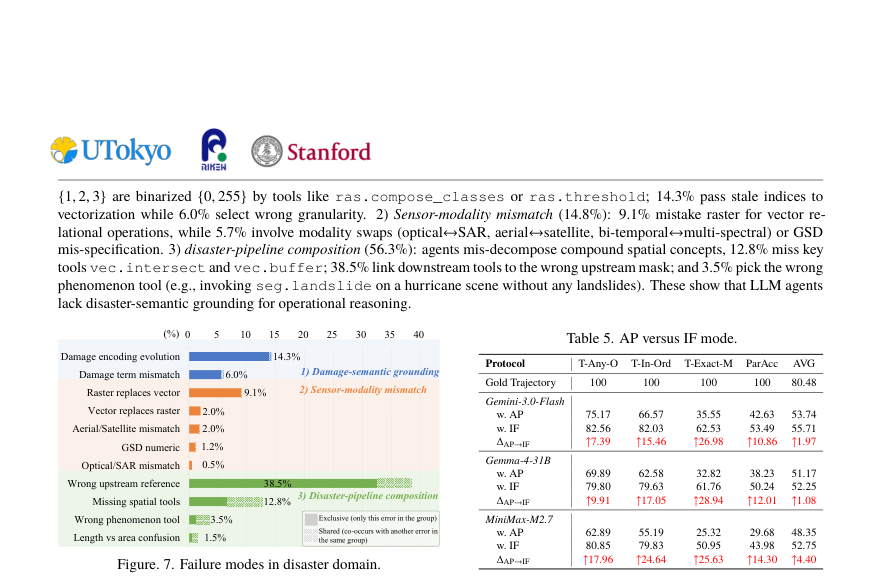 UTokyo
RIKEN
Stanford
{1, 2, 3} are binarized {0, 255} by tools like ras.compose_classes or ras.threshold; 14.3% pass stale indices to
vectorization while 6.0% select wrong granularity. 2) Sensor-modality mismatch (14.8%): 9.1% mistake raster for vector re-
lational operations, while 5.7% involve modality swaps (optical↔SAR, aerial↔satellite, bi-temporal↔multi-spectral) or GSD
mis-specification. 3) disaster-pipeline composition (56.3%): agents mis-decompose compound spatial concepts, 12.8% miss key
tools vec.intersect and vec.buffer; 38.5% link downstream tools to the wrong upstream mask; and 3.5% pick the wrong
phenomenon tool (e.g., invoking seg.landslide on a hurricane scene without any landslides). These show that LLM agents
lack disaster-semantic grounding for operational reasoning.
(%) 0 5 10 15 20 25 30 35 40
Damage encoding evolution 14.3%
Damage term mismatch 6.0% 1) Damage-semantic grounding
Raster replaces vector 9.1% 2) Sensor-modality mismatch
Vector replaces raster 2.0%
Aerial/Satellite mismatch 2.0%
GSD numeric 1.2%
Optical/SAR mismatch 0.5%
Wrong upstream reference 38.5%
Missing spatial tools 12.8% 3) Disaster-pipeline composition
Wrong phenomenon tool 3.5%
Length vs area confusion 1.5%
Exclusive (only this error in the group)
Shared (co-occurs with another error in
the same group)
Figure. 7. Failure modes in disaster domain.
Table 5. AP versus IF mode.
Protocol T-Any-O T-In-Ord T-Exact-M ParAcc AVG
Gold Trajectory 100 100 100 100 80.48
Gemini-3.0-Flash
w. AP 75.17 66.57 35.55 42.63 53.74
w. IF 82.56 82.03 62.53 53.49 55.71
ΔAP→IF ↑7.39 ↑15.46 ↑26.98 ↑10.86 ↑1.97
Gemma-4-31B
w. AP 69.89 62.58 32.82 38.23 51.17
w. IF 79.80 79.63 61.76 50.24 52.25
ΔAP→IF ↑9.91 ↑17.05 ↑28.94 ↑12.01 ↑1.08
MiniMax-M2.7
w. AP 62.89 55.19 25.32 29.68 48.35
w. IF 80.85 79.83 50.95 43.98 52.75
ΔAP→IF ↑17.96 ↑24.64 ↑25.63 ↑14.30 ↑4.40